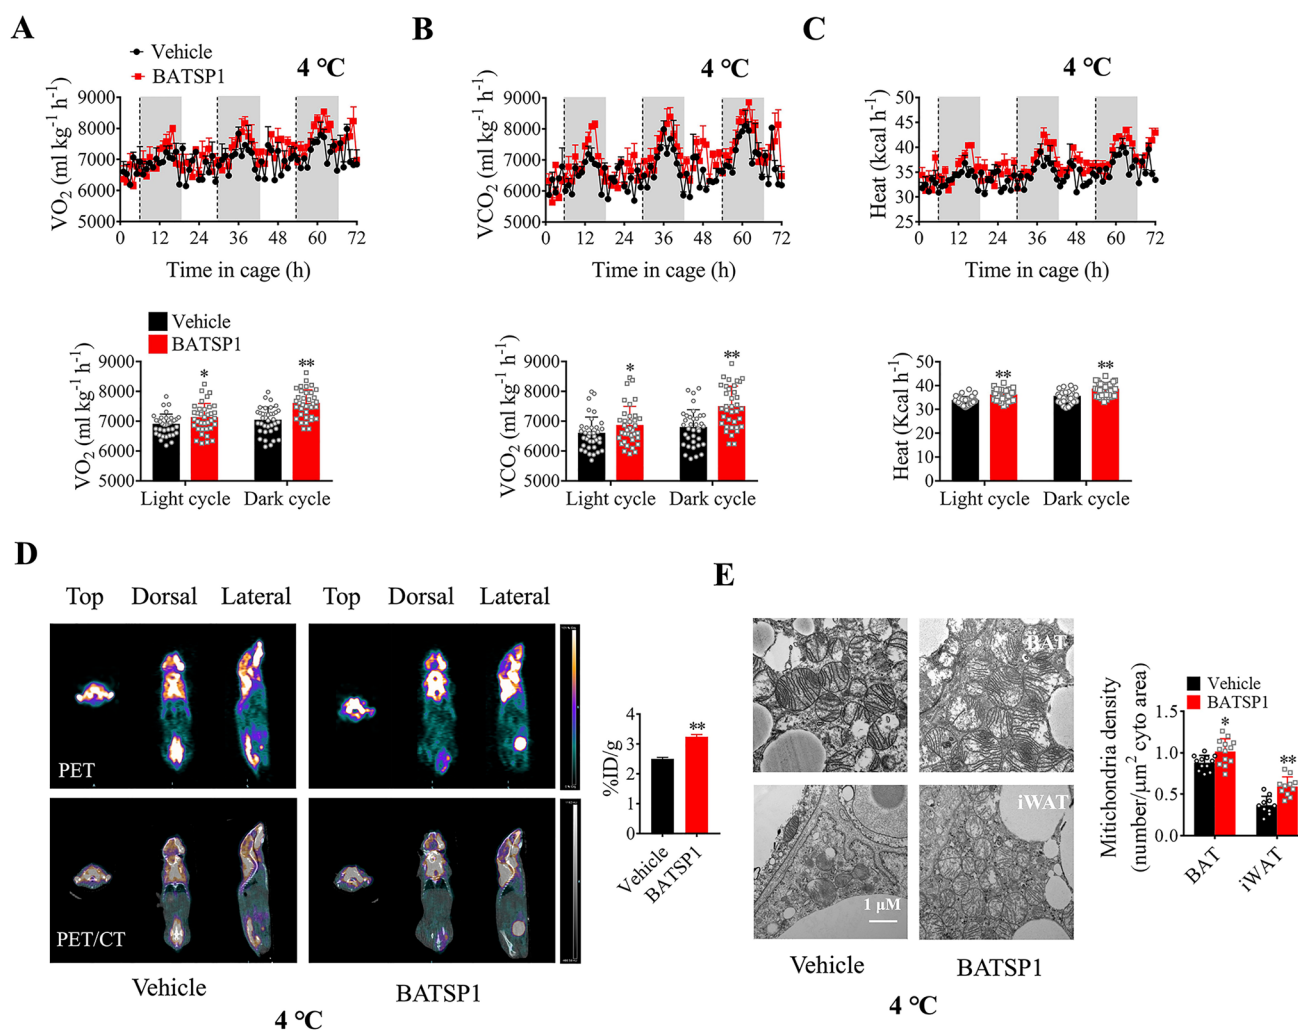 A
Vehicle
BATSP1
4 °C
VO2 (ml kg-1 h-1)
9000
8000
7000
6000
5000
0 12 24 36 48 60 72
Time in cage (h)
B
4 °C
VCO2 (ml kg-1 h-1)
9000
8000
7000
6000
5000
0 12 24 36 48 60 72
Time in cage (h)
C
4 °C
Heat (kcal h-1)
50
45
40
35
30
25
0 12 24 36 48 60 72
Time in cage (h)
Vehicle
BATSP1
VO2 (ml kg-1 h-1)
9000
8000
7000
6000
5000
* **
Light cycle Dark cycle
VCO2 (ml kg-1 h-1)
9000
8000
7000
6000
5000
* **
Light cycle Dark cycle
Heat (Kcal h-1)
50
40
30
20
10
0
** **
Light cycle Dark cycle
D
Top Dorsal Lateral Top Dorsal Lateral
PET
PET/CT
Vehicle
BATSP1
4 °C
%ID/g
4
3
2
1
0
**
Vehicle
BATSP1
E
BAT
iWAT
1 μM
Vehicle
BATSP1
4 °C
Vehicle
BATSP1
Mitichondria density
(number/μm2 cyto area)
1.5
1.0
0.5
0.0
* **
BAT
iWAT